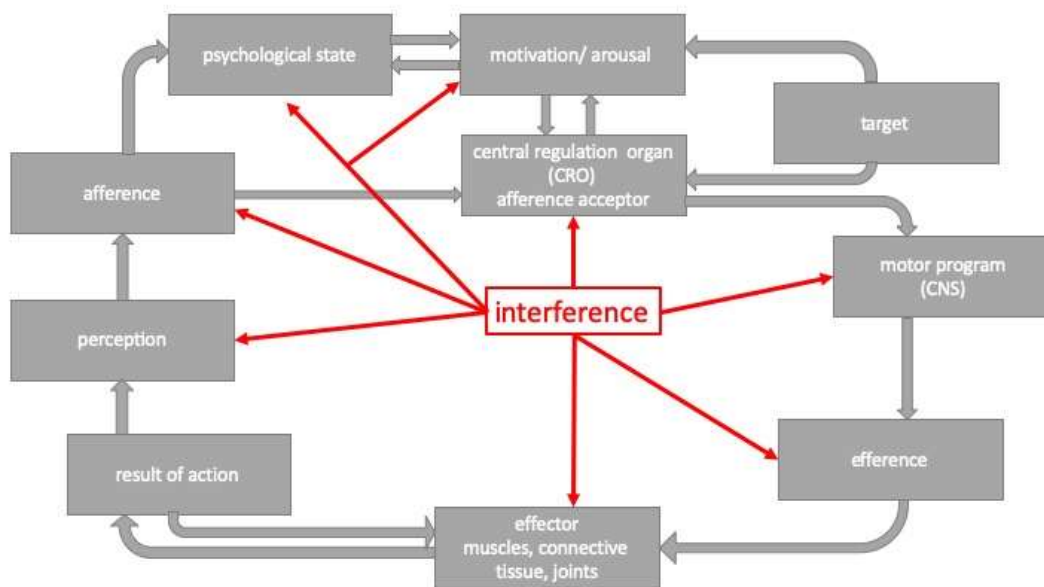 psychological state
motivation/ arousal
target
central regulation organ
(CRO)
afference acceptor
afference
motor program
(CNS)
interference
perception
result of action
efference
effector
muscles, connective
tissue, joints